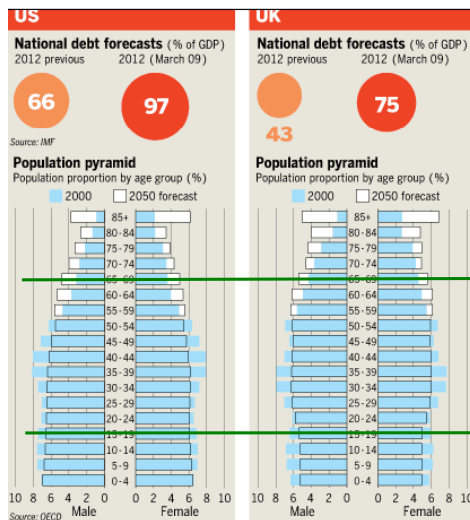 US
National debt forecasts (% of GDP)
2012 previous
2012 (March 09)
66
97
Source: IMF
Population pyramid
Population proportion by age group (%)
2000
2050 forecast
85+
80-84
75-79
70-74
65-69
60-64
55-59
50-54
45-49
40-44
35-39
30-34
25-29
20-24
15-19
10-14
5-9
0-4
10 8 6 4 2 0
0 2 4 6 8 10
Male
Female
Source: OECD
UK
National debt forecasts (% of GDP)
2012 previous
2012 (March 09)
43
75
Population pyramid
Population proportion by age group (%)
2000
2050 forecast
85+
80-84
75-79
70-74
65-69
60-64
55-59
50-54
45-49
40-44
35-39
30-34
25-29
20-24
15-19
10-14
5-9
0-4
10 8 6 4 2 0
0 2 4 6 8 10
Male
Female